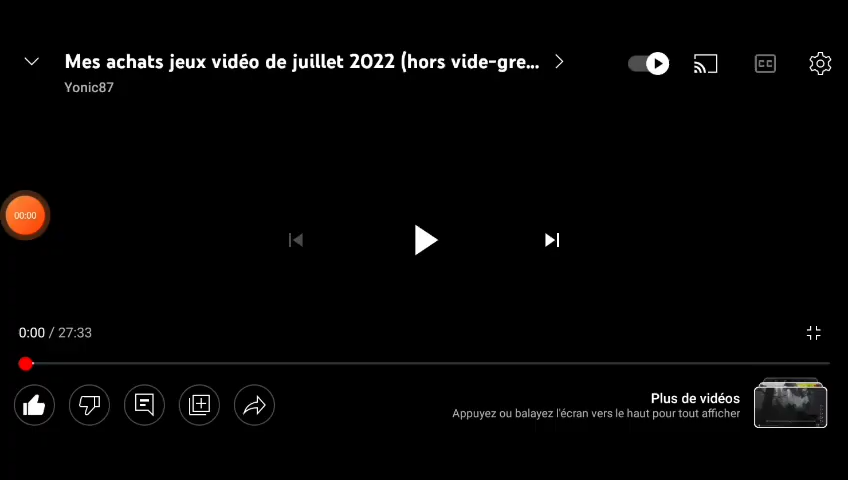 Mes achats jeux vidéo de juillet 2022 (hors vide-gre...
Yonic87
CC
00:00
0:00 / 27:33
Plus de vidéos
Appuyez ou balayez l'écran vers le haut pour tout afficher